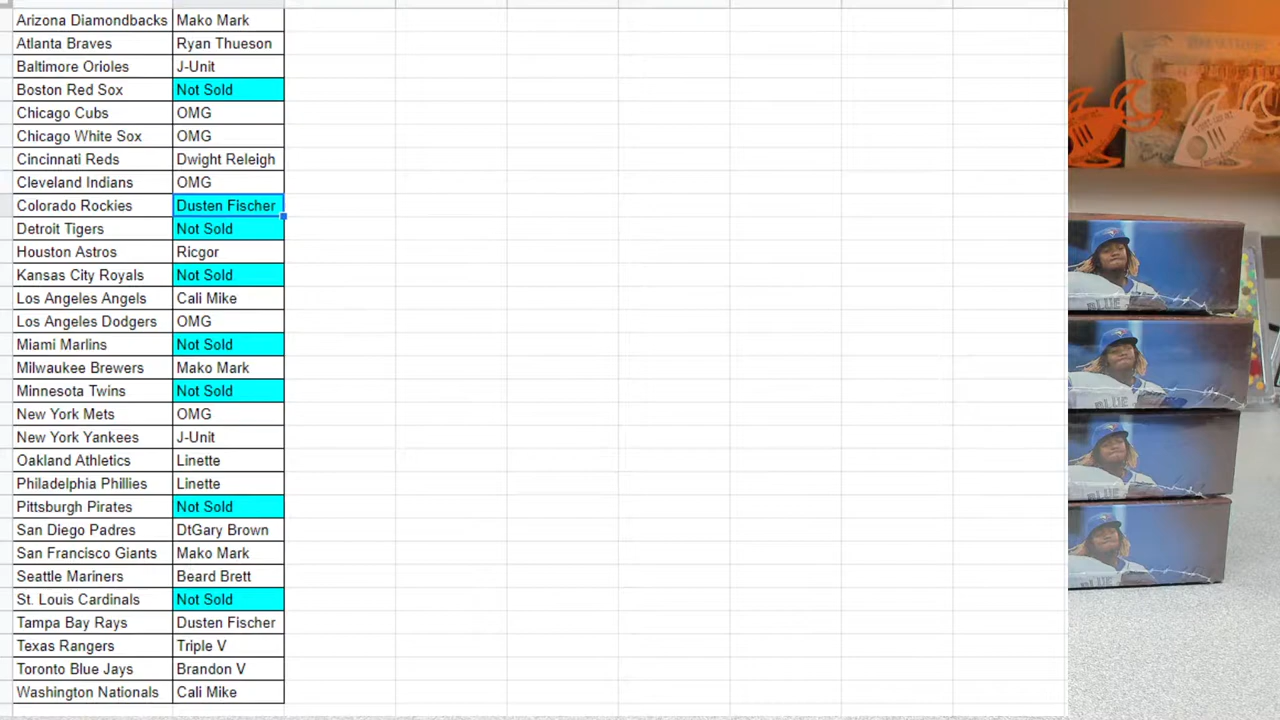 Arizona Diamondbacks Mako Mark
Atlanta Braves Ryan Thueson
Baltimore Orioles J-Unit
Boston Red Sox Not Sold
Chicago Cubs OMG
Chicago White Sox OMG
Cincinnati Reds Dwight Releigh
Cleveland Indians OMG
Colorado Rockies Dusten Fischer
Detroit Tigers Not Sold
Houston Astros Ricgor
Kansas City Royals Not Sold
Los Angeles Angels Cali Mike
Los Angeles Dodgers OMG
Miami Marlins Not Sold
Milwaukee Brewers Mako Mark
Minnesota Twins Not Sold
New York Mets OMG
New York Yankees J-Unit
Oakland Athletics Linette
Philadelphia Phillies Linette
Pittsburgh Pirates Not Sold
San Diego Padres DtGary Brown
San Francisco Giants Mako Mark
Seattle Mariners Beard Brett
St. Louis Cardinals Not Sold
Tampa Bay Rays Dusten Fischer
Texas Rangers Triple V
Toronto Blue Jays Brandon V
Washington Nationals Cali Mike
BLUE
BLUE
BLUE
BLUE